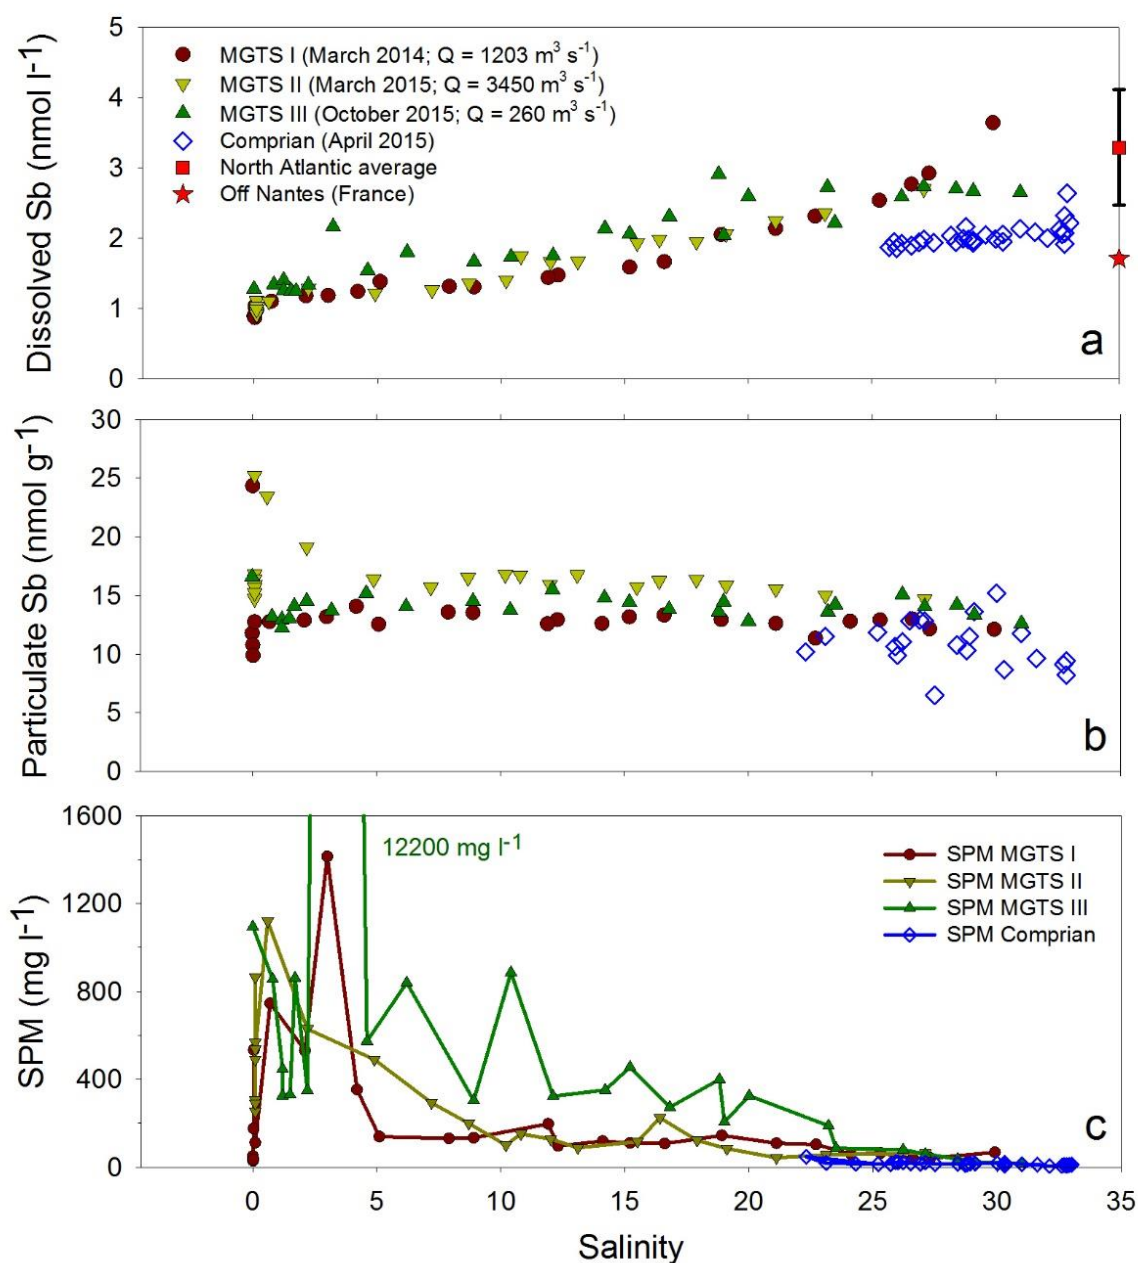 Dissolved Sb (nmol l⁻¹)
5
4
3
2
1
0
MGTS I (March 2014; Q = 1203 m³ s⁻¹)
MGTS II (March 2015; Q = 3450 m³ s⁻¹)
MGTS III (October 2015; Q = 260 m³ s⁻¹)
Comprian (April 2015)
North Atlantic average
Off Nantes (France)
a
Particulate Sb (nmol g⁻¹)
30
25
20
15
10
5
0
b
SPM (mg l⁻¹)
1600
1200
800
400
0
12200 mg l⁻¹
SPM MGTS I
SPM MGTS II
SPM MGTS III
SPM Comprian
c
0 5 10 15 20 25 30 35
Salinity